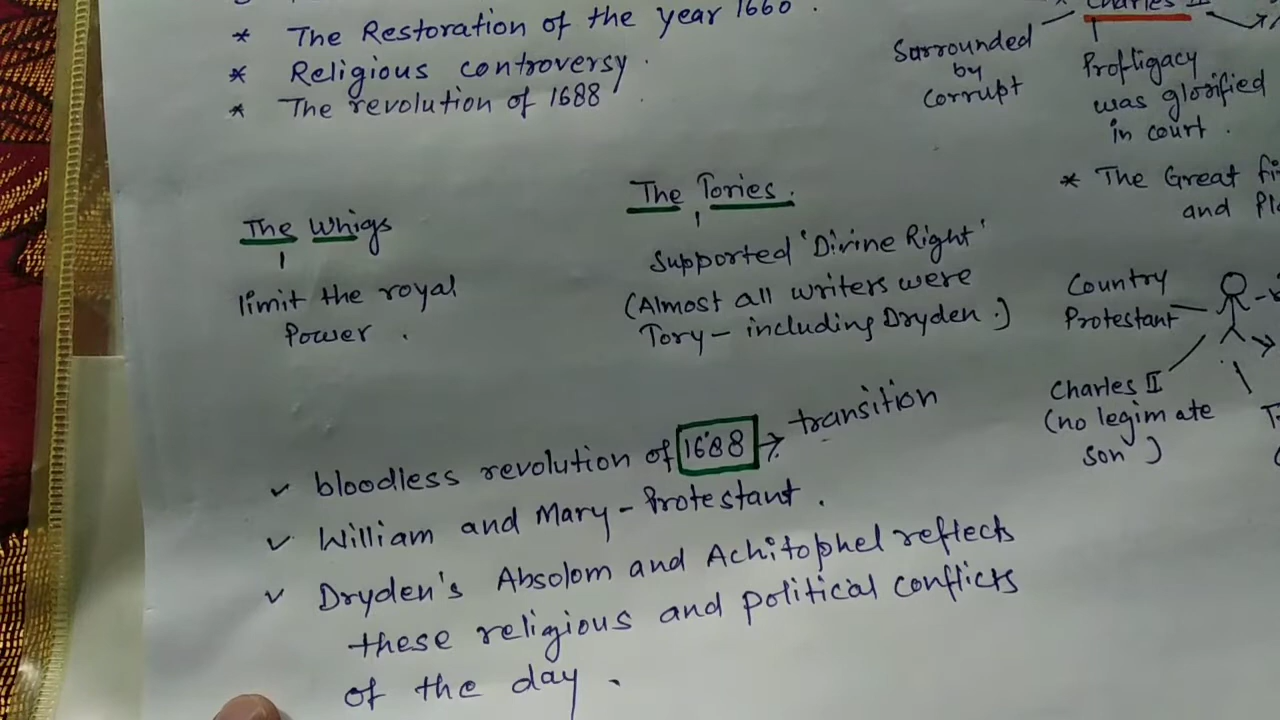 * The Restoration of the year 1660.
* Religious controversy.
* The revolution of 1688
Charles II
Surrounded
by
Corrupt
Profligacy
was glorified
in court.
* The Great
and
The Whigs
limit the royal
Power.
The Tories.
Supported 'Divine Right'
(Almost all writers were
Tory - including Dryden.)
Country
Protestant
Charles II
(no legimate
son)
bloodless revolution of 1688 → transition
William and Mary - Protestant.
Dryden's Absolom and Achitophel reflects
these religious and political conflicts
of the day.